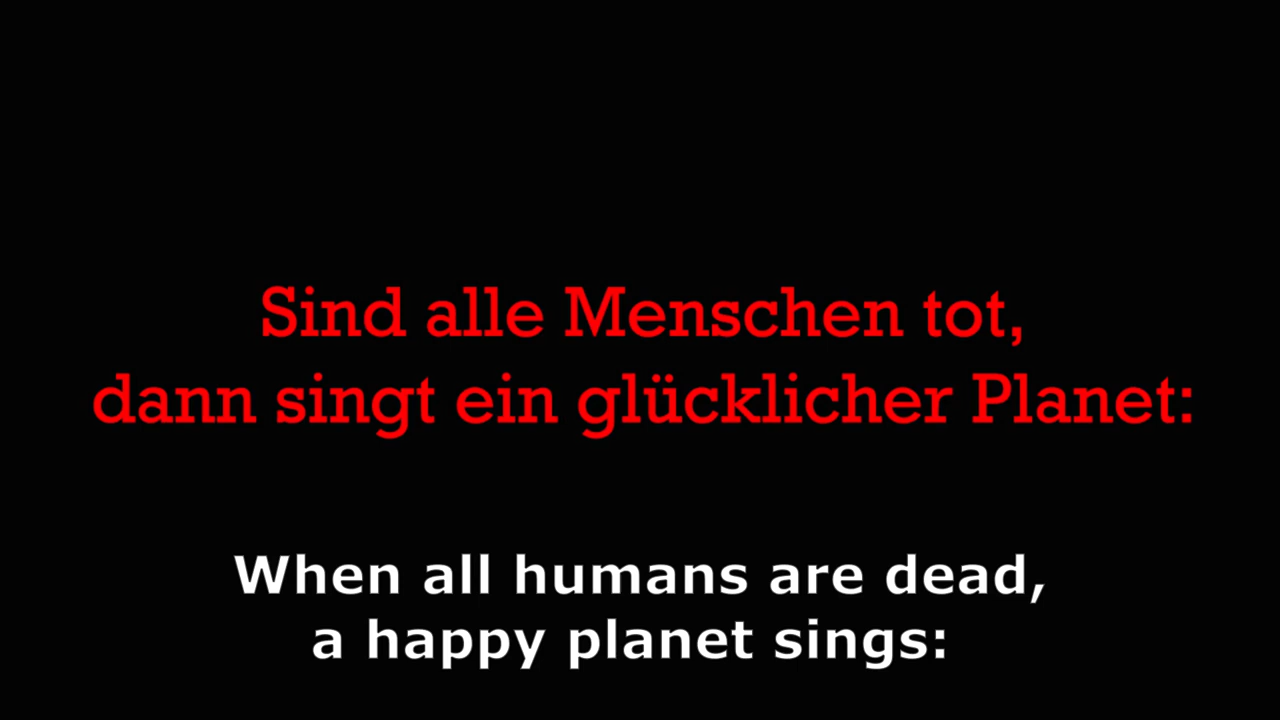 Sind alle Menschen tot,
dann singt ein glücklicher Planet:
When all humans are dead,
a happy planet sings: